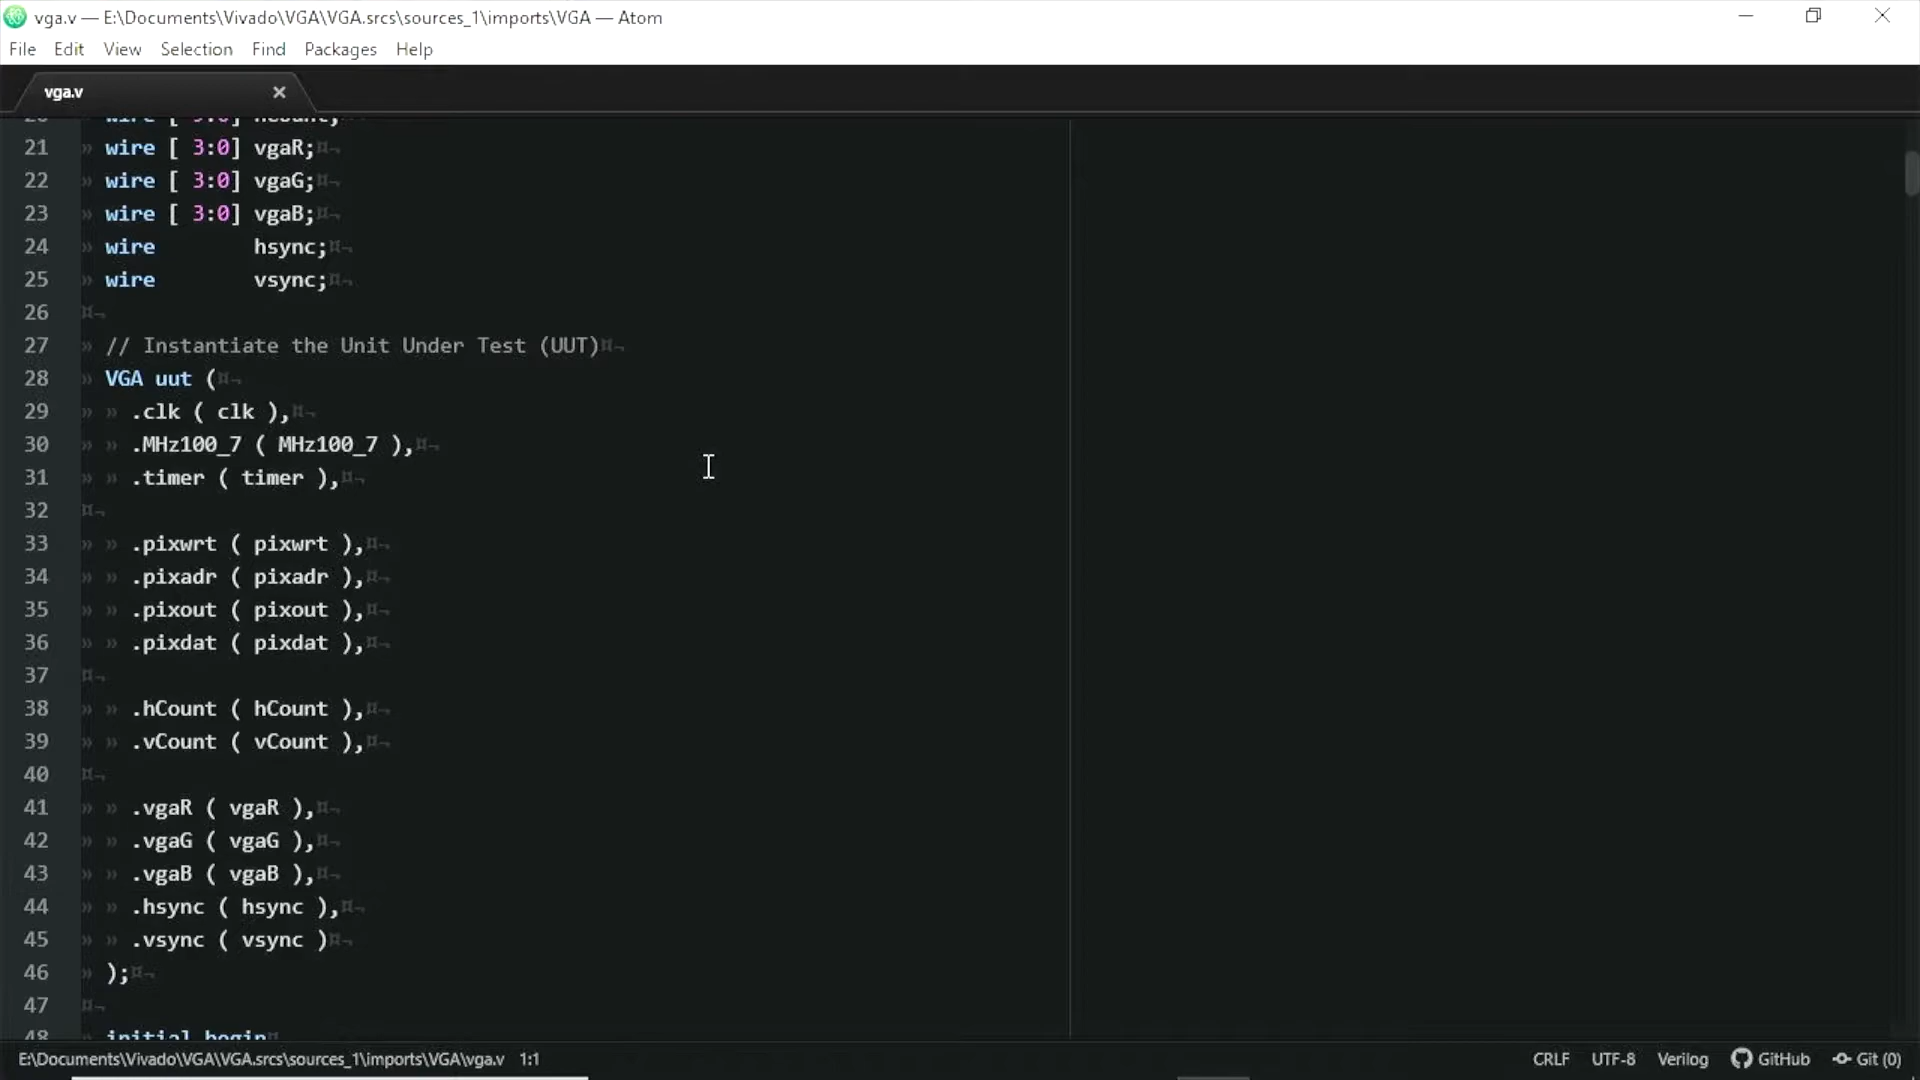 vga.v — E:\Documents\Vivado\VGA\VGA.srcs\sources_1\imports\VGA — Atom
File Edit View Selection Find Packages Help
vga.v
21 wire [ 3:0] vgaR;
22 wire [ 3:0] vgaG;
23 wire [ 3:0] vgaB;
24 wire hsync;
25 wire vsync;
26
27 // Instantiate the Unit Under Test (UUT)
28 VGA uut (
29 .clk ( clk ),
30 .MHz100_7 ( MHz100_7 ),
31 .timer ( timer ),
32
33 .pixwrt ( pixwrt ),
34 .pixadr ( pixadr ),
35 .pixout ( pixout ),
36 .pixdat ( pixdat ),
37
38 .hCount ( hCount ),
39 .vCount ( vCount ),
40
41 .vgaR ( vgaR ),
42 .vgaG ( vgaG ),
43 .vgaB ( vgaB ),
44 .hsync ( hsync ),
45 .vsync ( vsync )
46 );
47
48 initial begin
E:\Documents\Vivado\VGA\VGA.srcs\sources_1\imports\VGA\vga.v 1:1 CRLF UTF-8 Verilog GitHub Git (0)